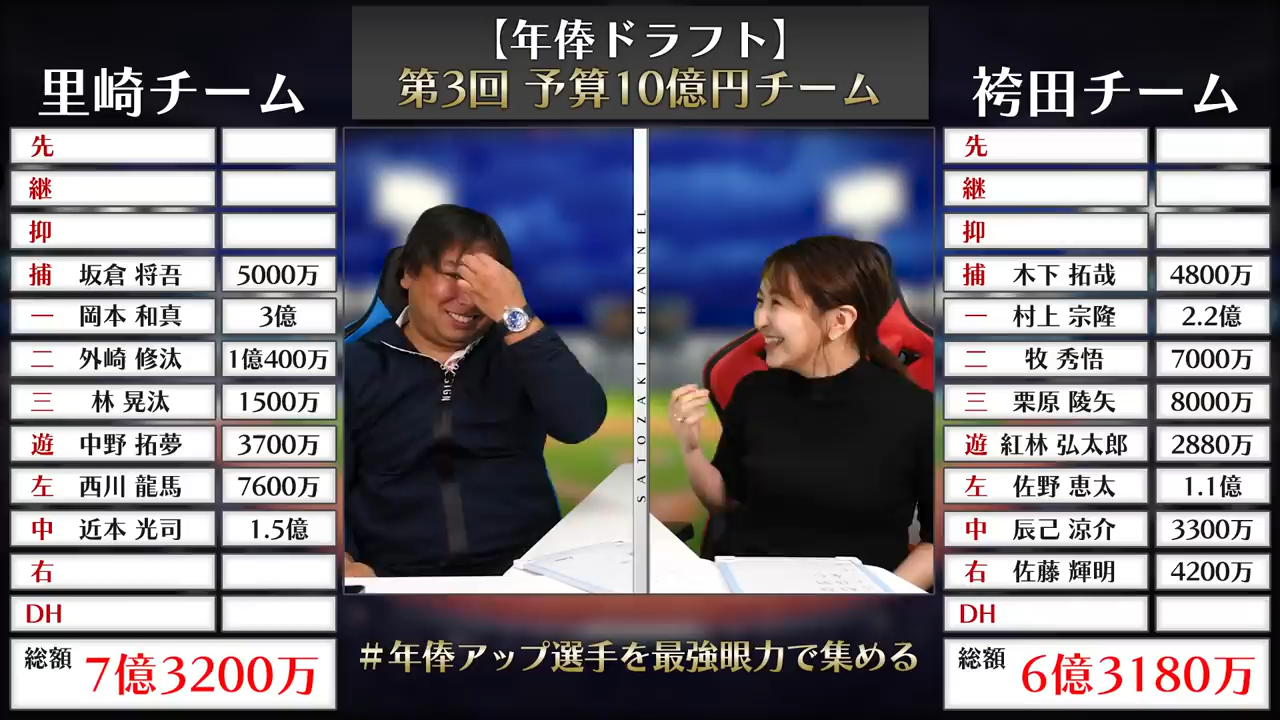 【年俸ドラフト】
第3回 予算10億円チーム
里崎チーム
先
継
抑
捕 坂倉 将吾 5000万
一 岡本 和真 3億
二 外崎 修汰 1億400万
三 林 晃汰 1500万
遊 中野 拓夢 3700万
左 西川 龍馬 7600万
中 近本 光司 1.5億
右
DH
総額 7億3200万
SATOZAKI CHANNEL
袴田チーム
先
継
抑
捕 木下 拓哉 4800万
一 村上 宗隆 2.2億
二 牧 秀悟 7000万
三 栗原 陵矢 8000万
遊 紅林 弘太郎 2880万
左 佐野 恵太 1.1億
中 辰己 涼介 3300万
右 佐藤 輝明 4200万
DH
総額 6億3180万
#年俸アップ選手を最強眼力で集める